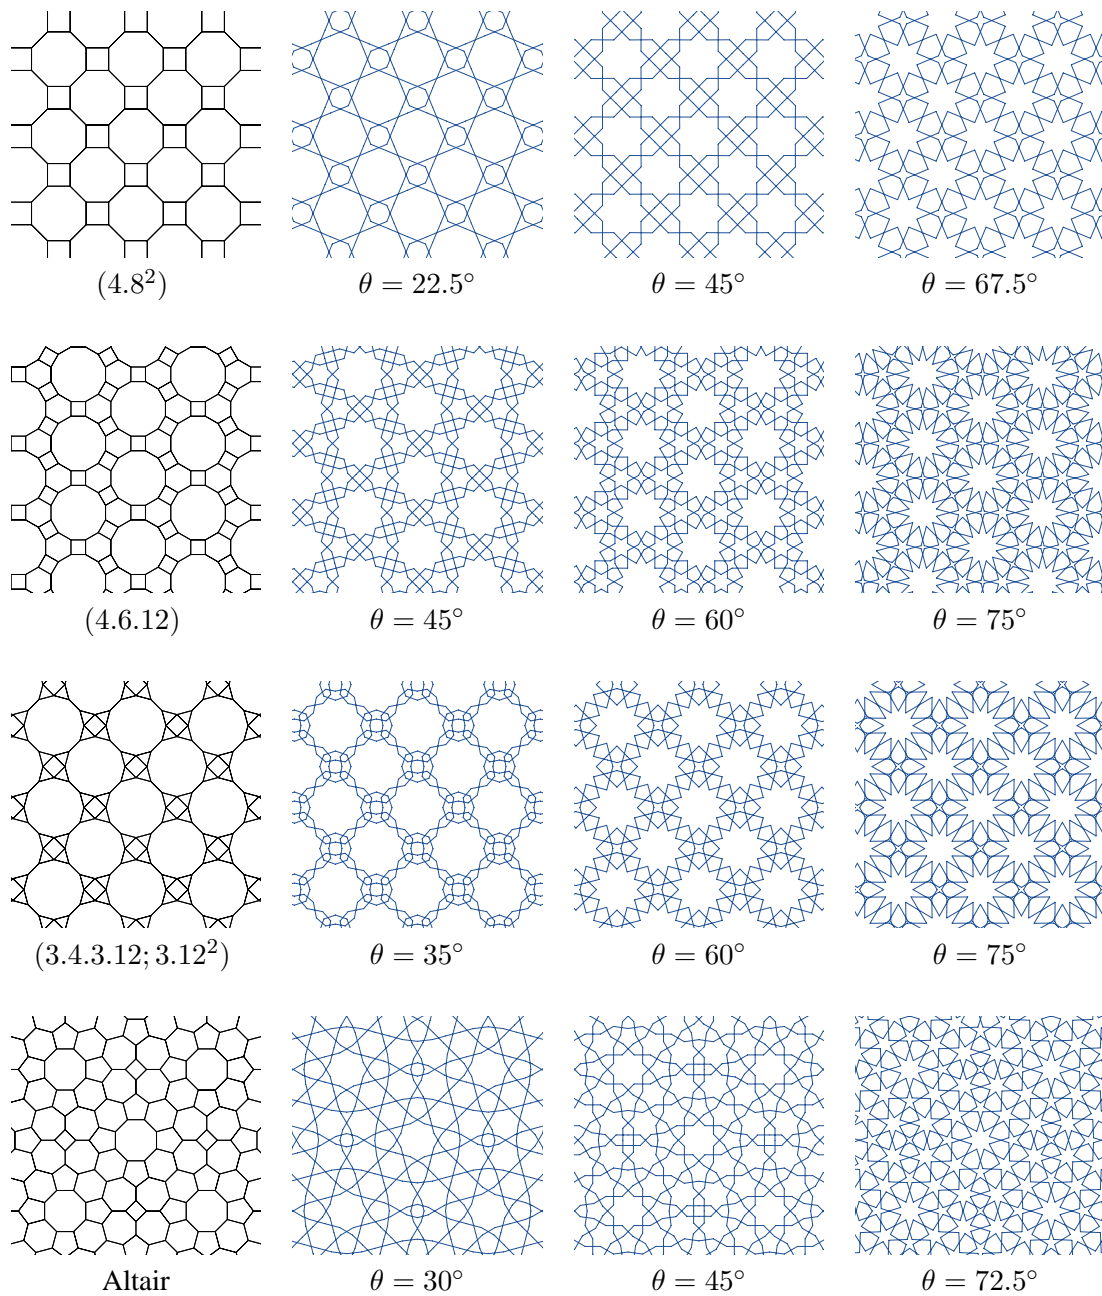 (4.8²) θ = 22.5° θ = 45° θ = 67.5°
(4.6.12) θ = 45° θ = 60° θ = 75°
(3.4.3.12; 3.12²) θ = 35° θ = 60° θ = 75°
Altair θ = 30° θ = 45° θ = 72.5°